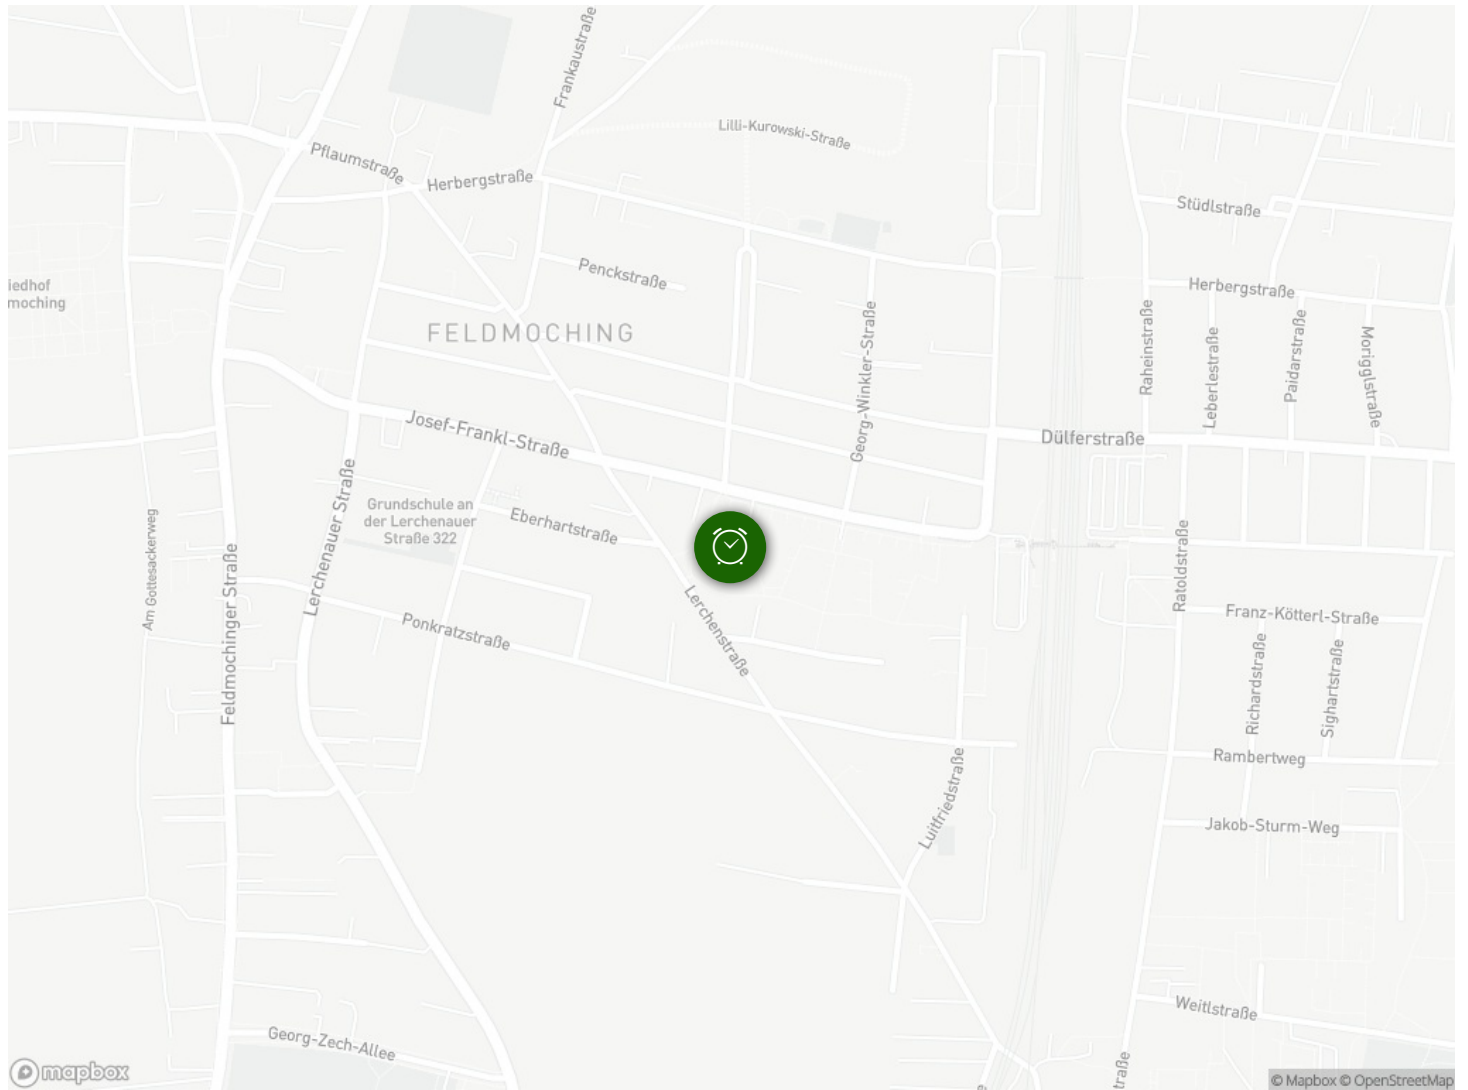 Frankaustraße
Lilli-Kurowski-Straße
Pflaumstraße
Herbergstraße
Stüdlstraße
Penckstraße
iedhof
moching
Herbergstraße
FELDMOCHING
Georg-Winkler-Straße
Raheinstraße
Leberlestraße
Paidarstraße
Morigglstraße
Josef-Frankl-Straße
Dülferstraße
Lerchenauer Straße
Grundschule an
der Lerchenauer
Straße 322
Eberhartstraße
Am Gottesackerweg
Feldmochinger Straße
Ratoldstraße
Lerchenstraße
Ponkratzstraße
Franz-Kötterl-Straße
Richardstraße
Sighartstraße
Rambertweg
Luitfriedstraße
Jakob-Sturm-Weg
Weitlstraße
Georg-Zech-Allee
traße
e
mapbox
© Mapbox © OpenStreetMap